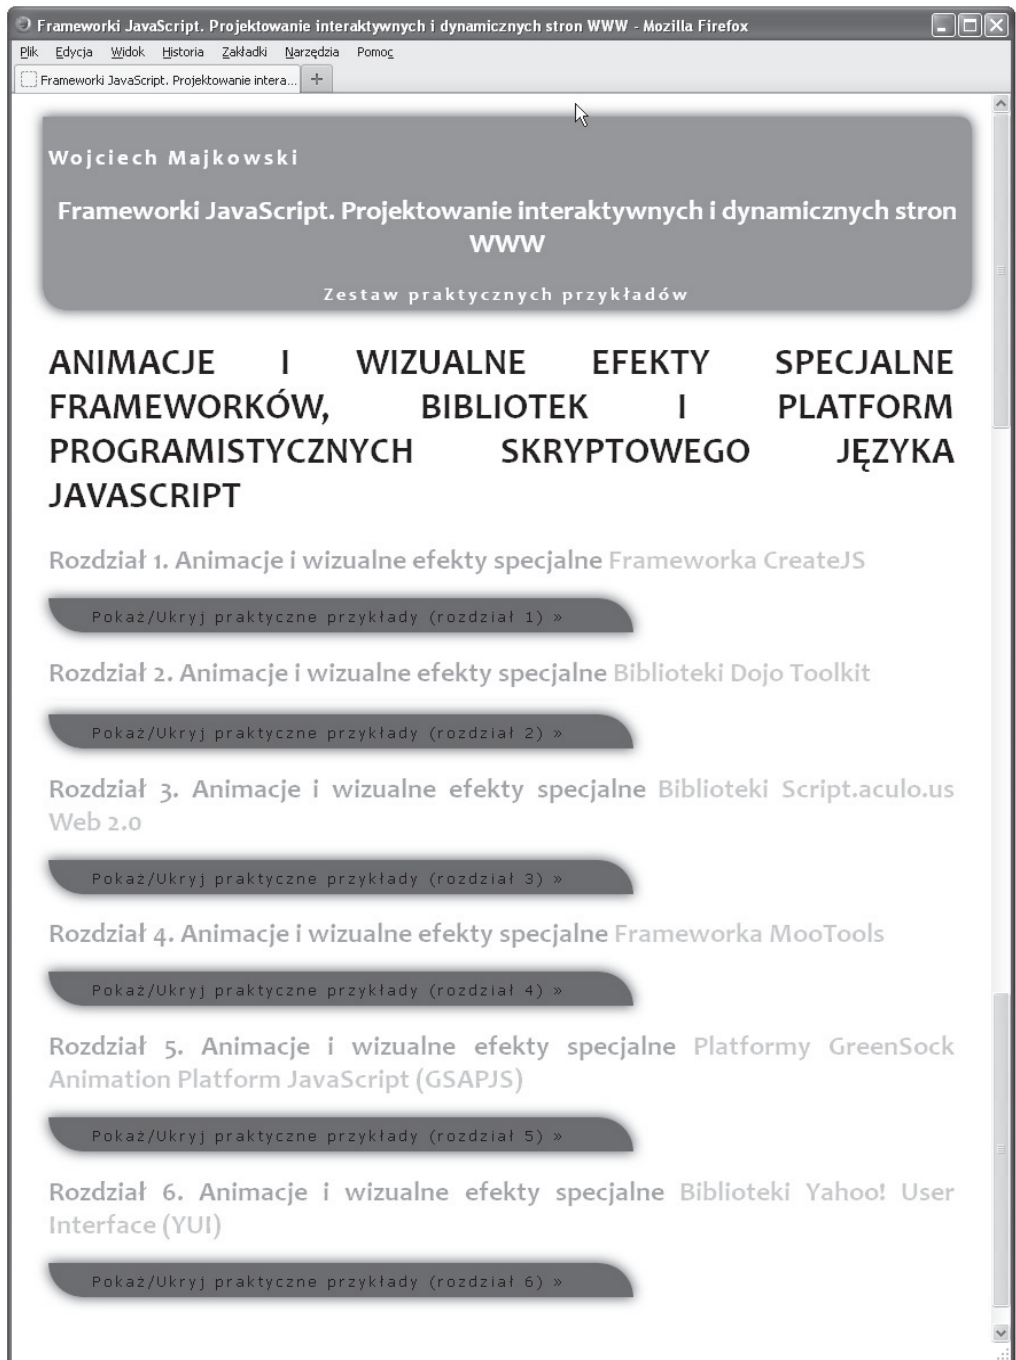 Frameworki JavaScript. Projektowanie interaktywnych i dynamicznych stron WWW - Mozilla Firefox
Plik Edycja Widok Historia Zakładki Narzędzia Pomoc
Frameworki JavaScript. Projektowanie intera...
Wojciech Majkowski
Frameworki JavaScript. Projektowanie interaktywnych i dynamicznych stron
WWW
Zestaw praktycznych przykładów
ANIMACJE I WIZUALNE EFEKTY SPECJALNE
FRAMEWORKÓW, BIBLIOTEK I PLATFORM
PROGRAMISTYCZNYCH SKRYPTOWEGO JĘZYKA
JAVASCRIPT
Rozdział 1. Animacje i wizualne efekty specjalne Frameworka CreateJS
Pokaż/Ukryj praktyczne przykłady (rozdział 1) »
Rozdział 2. Animacje i wizualne efekty specjalne Biblioteki Dojo Toolkit
Pokaż/Ukryj praktyczne przykłady (rozdział 2) »
Rozdział 3. Animacje i wizualne efekty specjalne Biblioteki Script.aculo.us
Web 2.0
Pokaż/Ukryj praktyczne przykłady (rozdział 3) »
Rozdział 4. Animacje i wizualne efekty specjalne Frameworka MooTools
Pokaż/Ukryj praktyczne przykłady (rozdział 4) »
Rozdział 5. Animacje i wizualne efekty specjalne Platformy GreenSock
Animation Platform JavaScript (GSAPJS)
Pokaż/Ukryj praktyczne przykłady (rozdział 5) »
Rozdział 6. Animacje i wizualne efekty specjalne Biblioteki Yahoo! User
Interface (YUI)
Pokaż/Ukryj praktyczne przykłady (rozdział 6) »